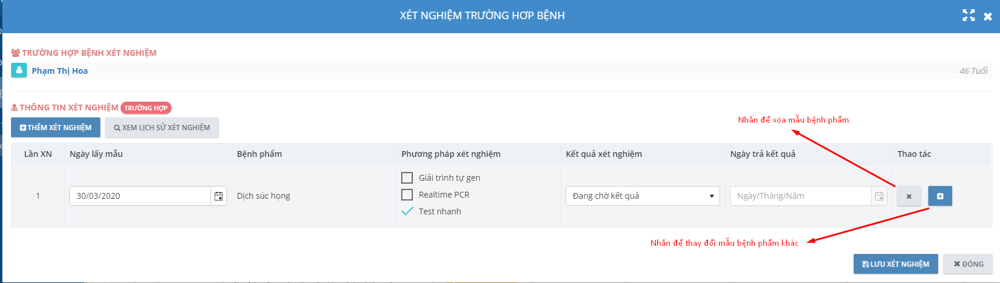 XÉT NGHIỆM TRƯỜNG HƠP BỆNH
TRƯỜNG HỢP BỆNH XÉT NGHIỆM
Phạm Thị Hoa
46 Tuổi
THÔNG TIN XÉT NGHIỆM TRƯỜNG HỢP
THÊM XÉT NGHIỆM
XEM LỊCH SỬ XÉT NGHIỆM
Nhấn để xóa mẫu bệnh phẩm
Lần XN
Ngày lấy mẫu
Bệnh phẩm
Phương pháp xét nghiệm
Kết quả xét nghiệm
Ngày trả kết quả
Thao tác
1
30/03/2020
Dịch súc họng
Giải trình tự gen
Realtime PCR
Test nhanh
Đang chờ kết quả
Ngày/Tháng/Năm
Nhấn để thay đổi mẫu bệnh phẩm khác
LƯU XÉT NGHIỆM
ĐÓNG